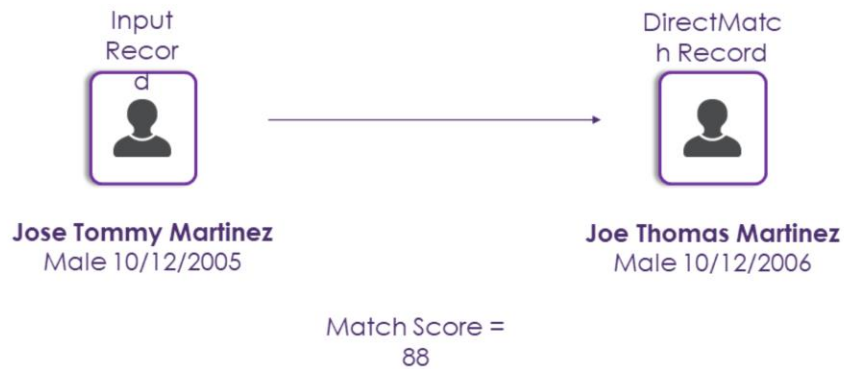 Input
Recor
d
DirectMatc
h Record
Jose Tommy Martinez
Male 10/12/2005
Joe Thomas Martinez
Male 10/12/2006
Match Score =
88